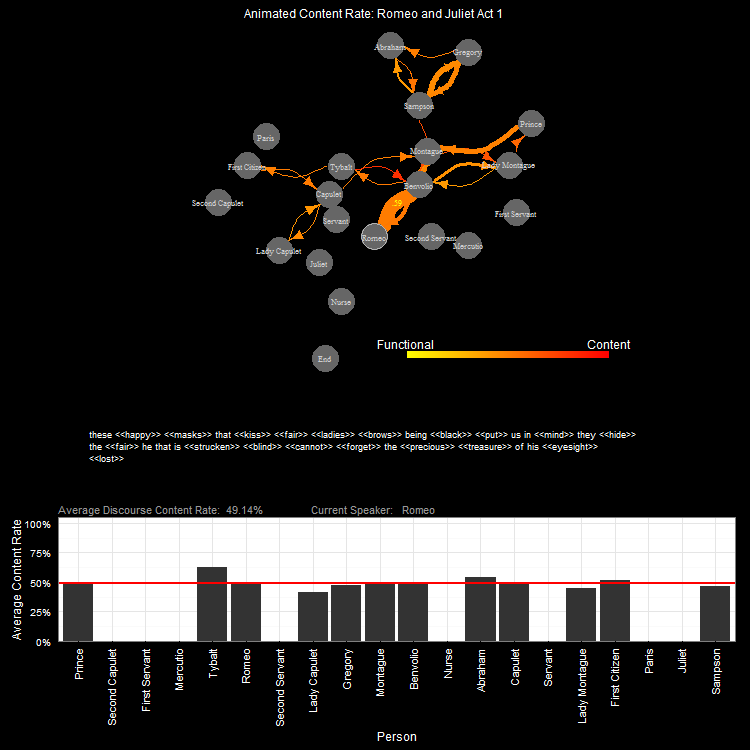 Animated Content Rate: Romeo and Juliet Act 1
Abraham
Gregory
Sampson
Prince
Paris
Montague
First Citizen
Tybalt
Lady Montague
Benvolio
Capulet
Second Capulet
.59
First Servant
Servant
Romeo
Second Servant
Mercutio
Lady Capulet
Juliet
Nurse
Functional
Content
End
these <<happy>> <<masks>> that <<kiss>> <<fair>> <<ladies>> <<brows>> being <<black>> <<put>> us in <<mind>> they <<hide>>
the <<fair>> he that is <<strucken>> <<blind>> <<cannot>> <<forget>> the <<precious>> <<treasure>> of his <<eyesight>>
<<lost>>
Average Discourse Content Rate: 49.14%
Current Speaker: Romeo
Average Content Rate
100%
75%
50%
25%
0%
Prince
Second Capulet
First Servant
Mercutio
Tybalt
Romeo
Second Servant
Lady Capulet
Gregory
Montague
Benvolio
Nurse
Abraham
Capulet
Servant
Lady Montague
First Citizen
Paris
Juliet
Sampson
Person